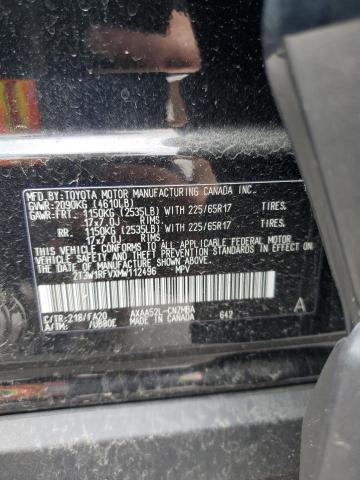 MFD.BY:TOYOTA MOTOR MANUFACTURING CANADA INC.
GVWR:2090KG (4610LB)
GAWR:FRT. 1150KG (2535LB) WITH 225/65R17 TIRES,
17x7.0J RIMS
RR. 1150KG (2535LB) WITH 225/65R17 TIRES,
17x7.0J RIMS
THIS VEHICLE CONFORMS TO ALL APPLICABLE FEDERAL MOTOR
VEHICLE SAFETY AND
THEFT PREVENTION STANDARDS IN EFFECT ON
THE DATE OF MANUFACTURE SHOWN ABOVE.
2T3W1RFVXMW112496 MPV
C/TR:218/FA20 AXAA52L-CNZMBA
A/TM: /UB80E MADE IN CANADA 642
A